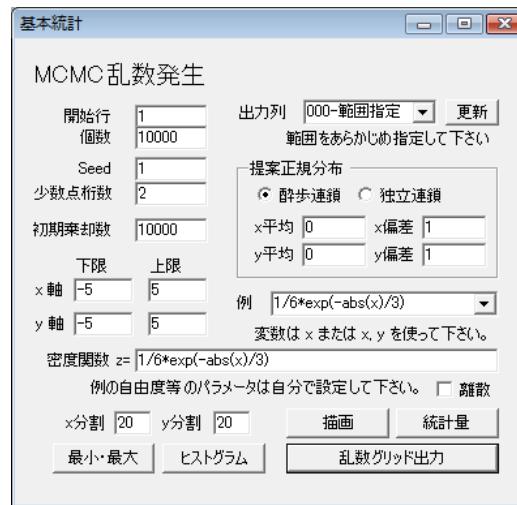 基本統計
MCMC乱数発生
開始行 1
個数 10000
出力列 000-範囲指定 更新
範囲をあらかじめ指定して下さい
Seed 1
少数点桁数 2
初期棄却数 10000
提案正規分布
酔歩連鎖 独立連鎖
x平均 0 x偏差 1
y平均 0 y偏差 1
下限 上限
x 軸 -5 5
y 軸 -5 5
例 1/6*exp(-abs(x)/3)
変数は x または x, y を使って下さい。
密度関数 z= 1/6*exp(-abs(x)/3)
例の自由度等のパラメータは自分で設定して下さい。 離散
x分割 20 y分割 20 描画 統計量
最小・最大 ヒストグラム 乱数グリッド出力